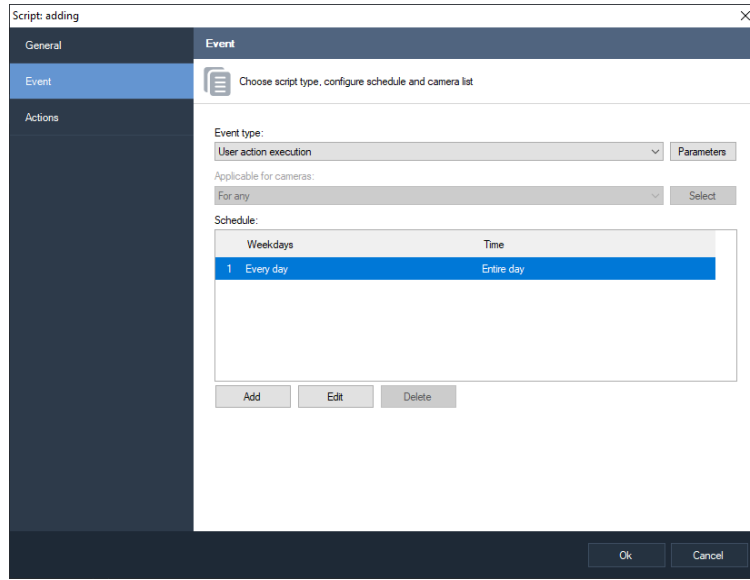 Script: adding
General
Event
Actions
Event
Choose script type, configure schedule and camera list
Event type:
User action execution
Parameters
Applicable for cameras:
For any
Select
Schedule:
Weekdays Time
1 Every day Entire day
Add Edit Delete
Ok Cancel